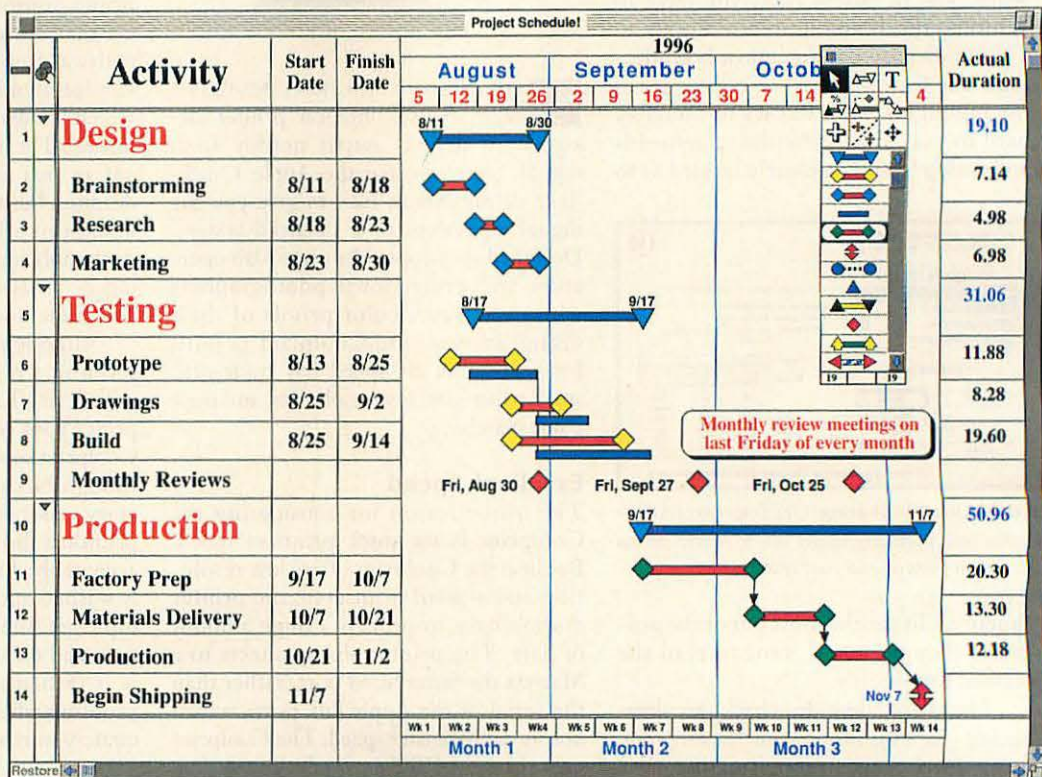 Project Schedule!
Activity
Start Date
Finish Date
1996
August
September
Octob
Actual Duration
5 12 19 26 2 9 16 23 30 7 14 4
1 Design 8/11 8/30 19.10
2 Brainstorming 8/11 8/18 7.14
3 Research 8/18 8/23 4.98
4 Marketing 8/23 8/30 6.98
5 Testing 8/17 9/17 31.06
6 Prototype 8/13 8/25 11.88
7 Drawings 8/25 9/2 8.28
8 Build 8/25 9/14 19.60
Monthly review meetings on
last Friday of every month
9 Monthly Reviews Fri, Aug 30 Fri, Sept 27 Fri, Oct 25
10 Production 9/17 11/7 50.96
11 Factory Prep 9/17 10/7 20.30
12 Materials Delivery 10/7 10/21 13.30
13 Production 10/21 11/2 12.18
14 Begin Shipping 11/7 Nov 7
Wk 1 Wk 2 Wk 3 Wk 4 Wk 5 Wk 6 Wk 7 Wk 8 Wk 9 Wk 10 Wk 11 Wk 12 Wk 13 Wk 14
Month 1 Month 2 Month 3
T
%
19 19
Restore